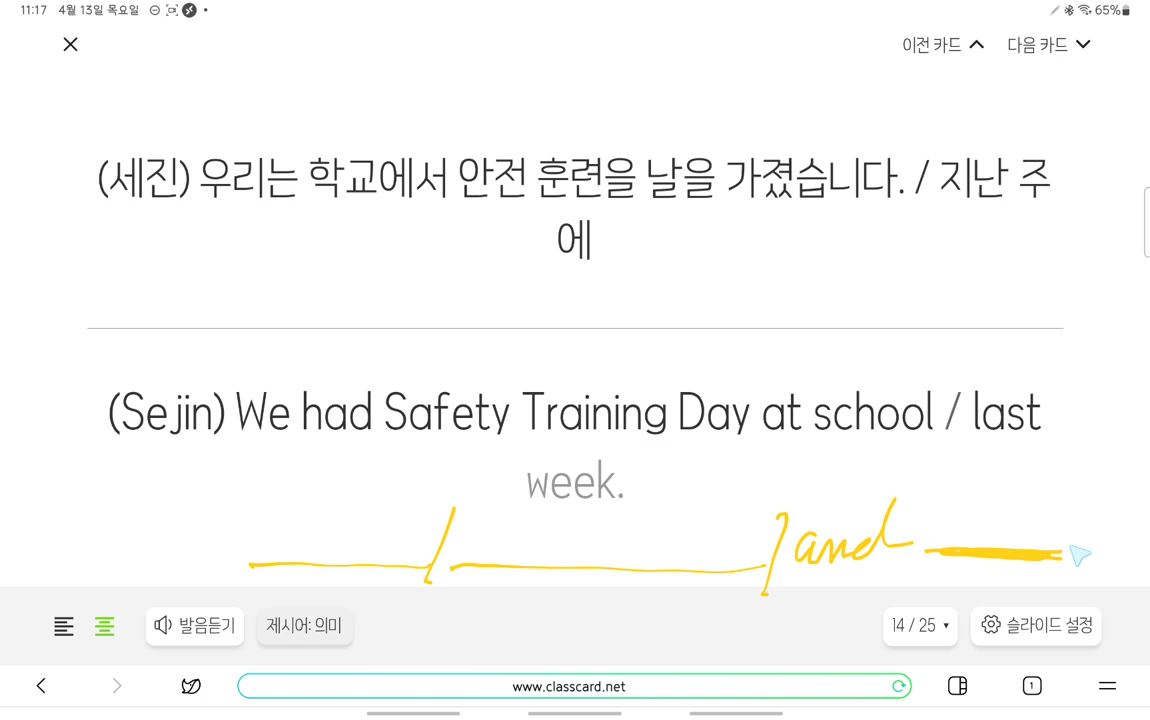 11:17 4월 13일 목요일
65%
이전 카드 다음 카드
(세진) 우리는 학교에서 안전 훈련을 날을 가졌습니다. / 지난 주
에
(Sejin) We had Safety Training Day at school / last
week.
and
발음듣기 제시어: 의미 14 / 25 슬라이드 설정
www.classcard.net 1